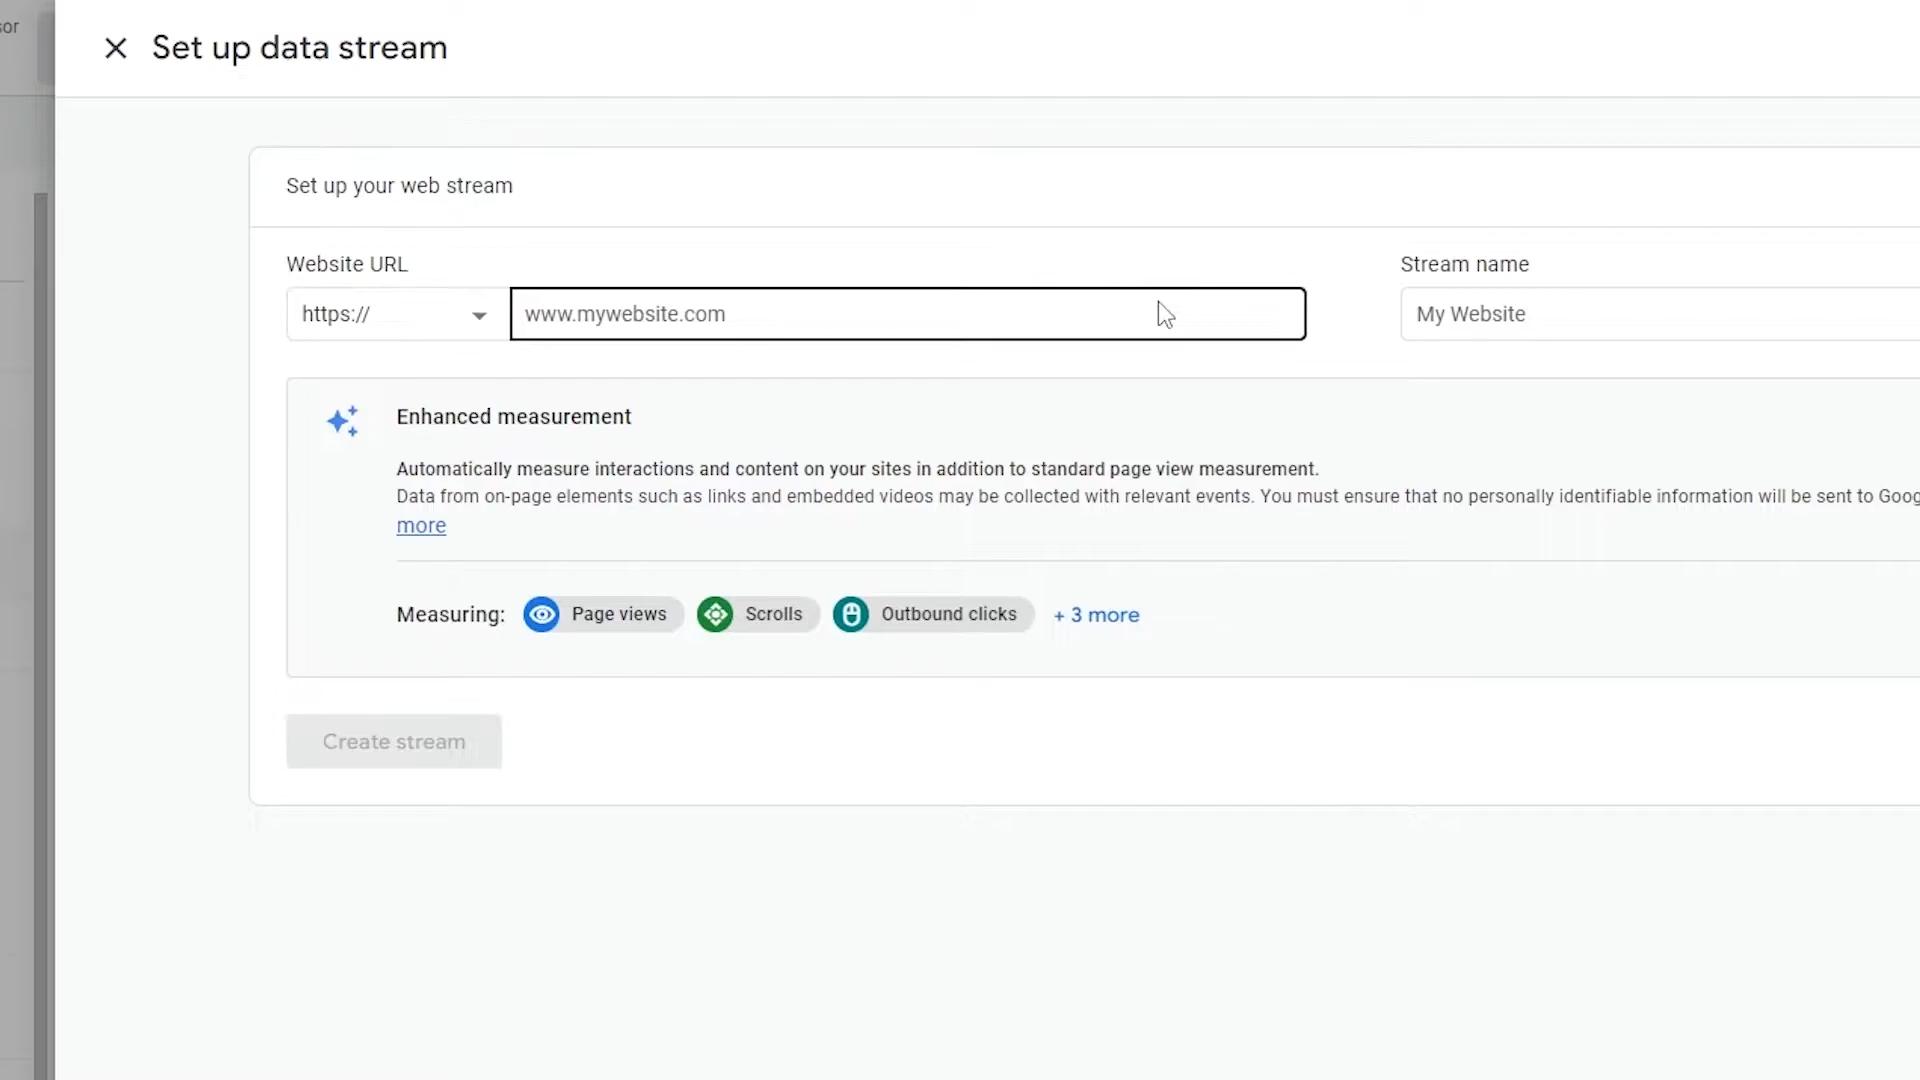 sor
Set up data stream
Set up your web stream
Website URL
Stream name
https://
www.mywebsite.com
My Website
Enhanced measurement
Automatically measure interactions and content on your sites in addition to standard page view measurement.
Data from on-page elements such as links and embedded videos may be collected with relevant events. You must ensure that no personally identifiable information will be sent to Goog
more
Measuring: Page views Scrolls Outbound clicks + 3 more
Create stream